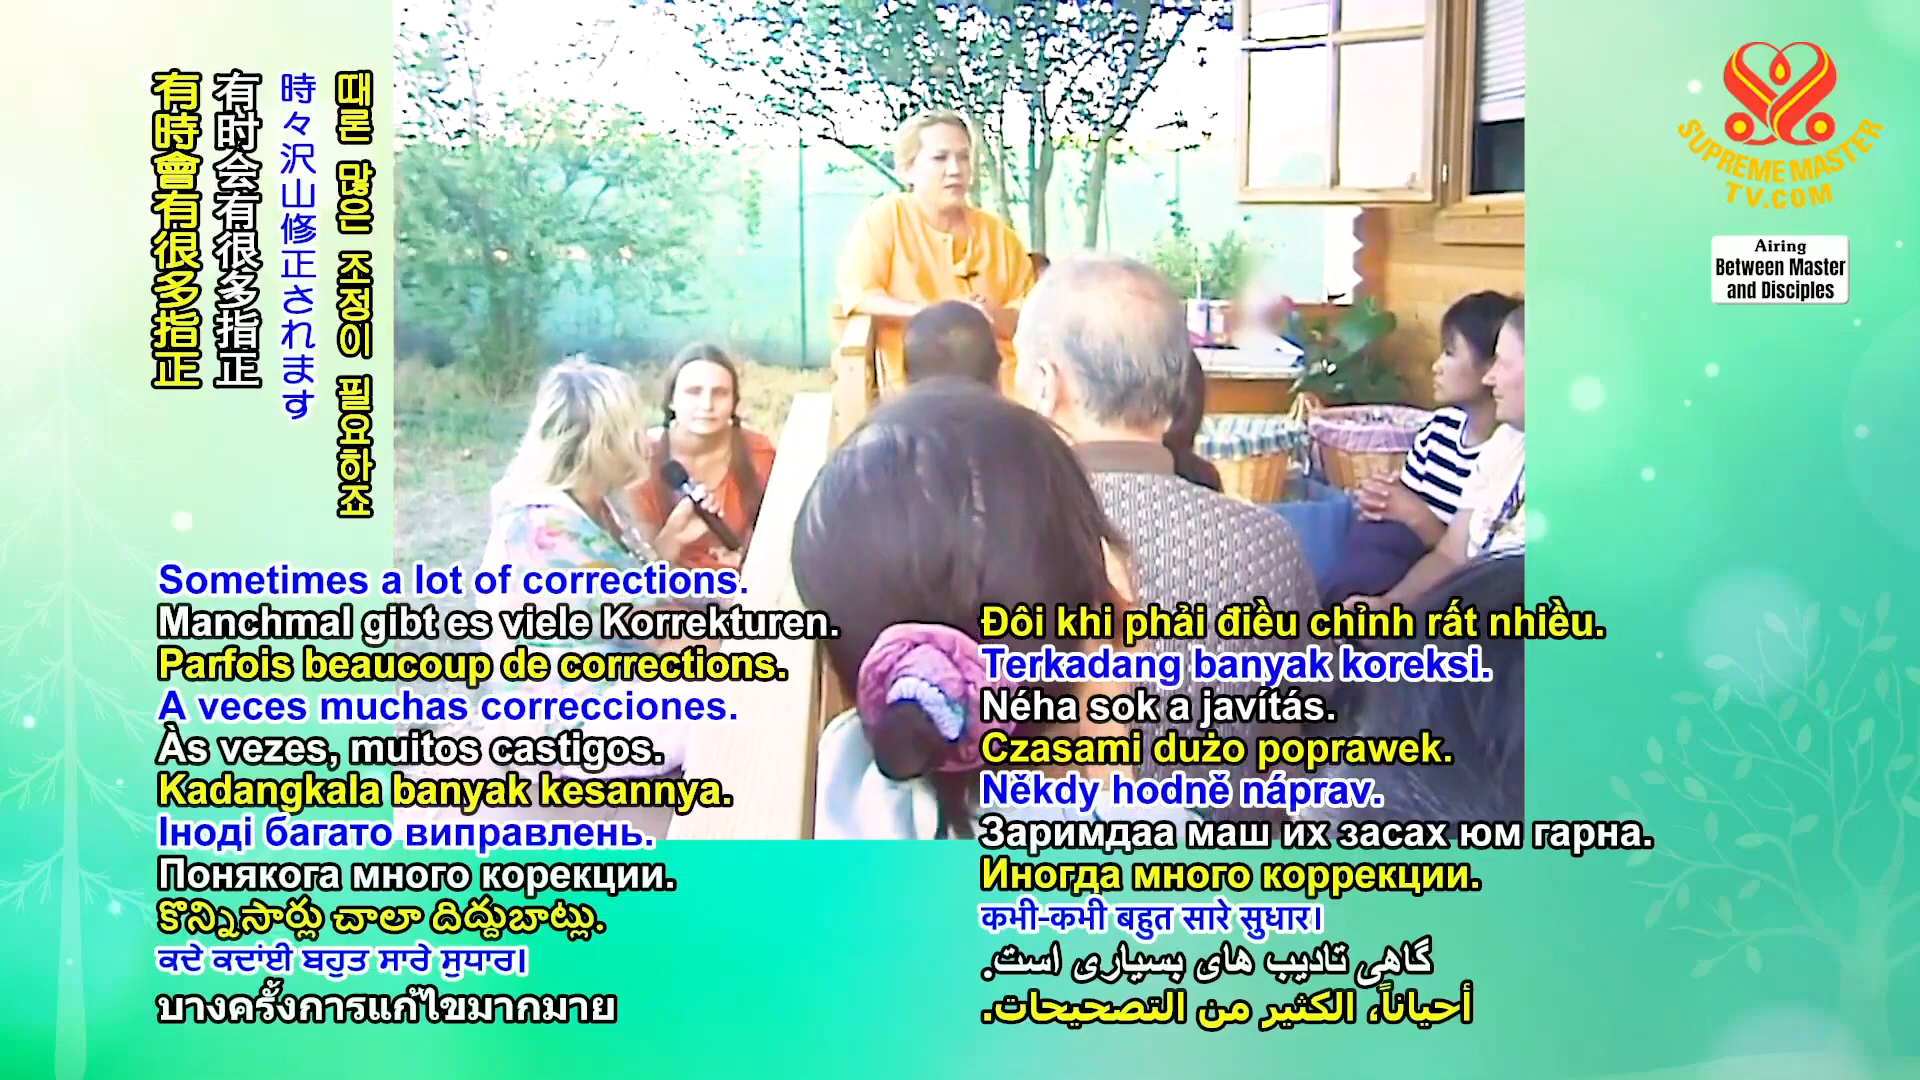 有時會有很多指正
有时会有很多指正
時々沢山修正されます
때론 많은 조정이 필요하죠
SUPREME MASTER
TV.COM
Airing
Between Master
and Disciples
Sometimes a lot of corrections.
Manchmal gibt es viele Korrekturen.
Parfois beaucoup de corrections.
A veces muchas correcciones.
Às vezes, muitos castigos.
Kadangkala banyak kesannya.
Іноді багато виправлень.
Понякога много корекции.
కొన్నిసార్లు చాలా దిద్దుబాట్లు.
ਕਦੇ ਕਦਾਂਈ ਬਹੁਤ ਸਾਰੇ ਸੁਧਾਰ।
บางครั้งการแก้ไขมากมาย
Đôi khi phải điều chỉnh rất nhiều.
Terkadang banyak koreksi.
Néha sok a javítás.
Czasami dużo poprawek.
Někdy hodně náprav.
Заримдаа маш их засах юм гарна.
Иногда много коррекции.
कभी-कभी बहुत सारे सुधार।
گاهی تادیب های بسیاری است.
أحياناً، الكثير من التصحيحات.